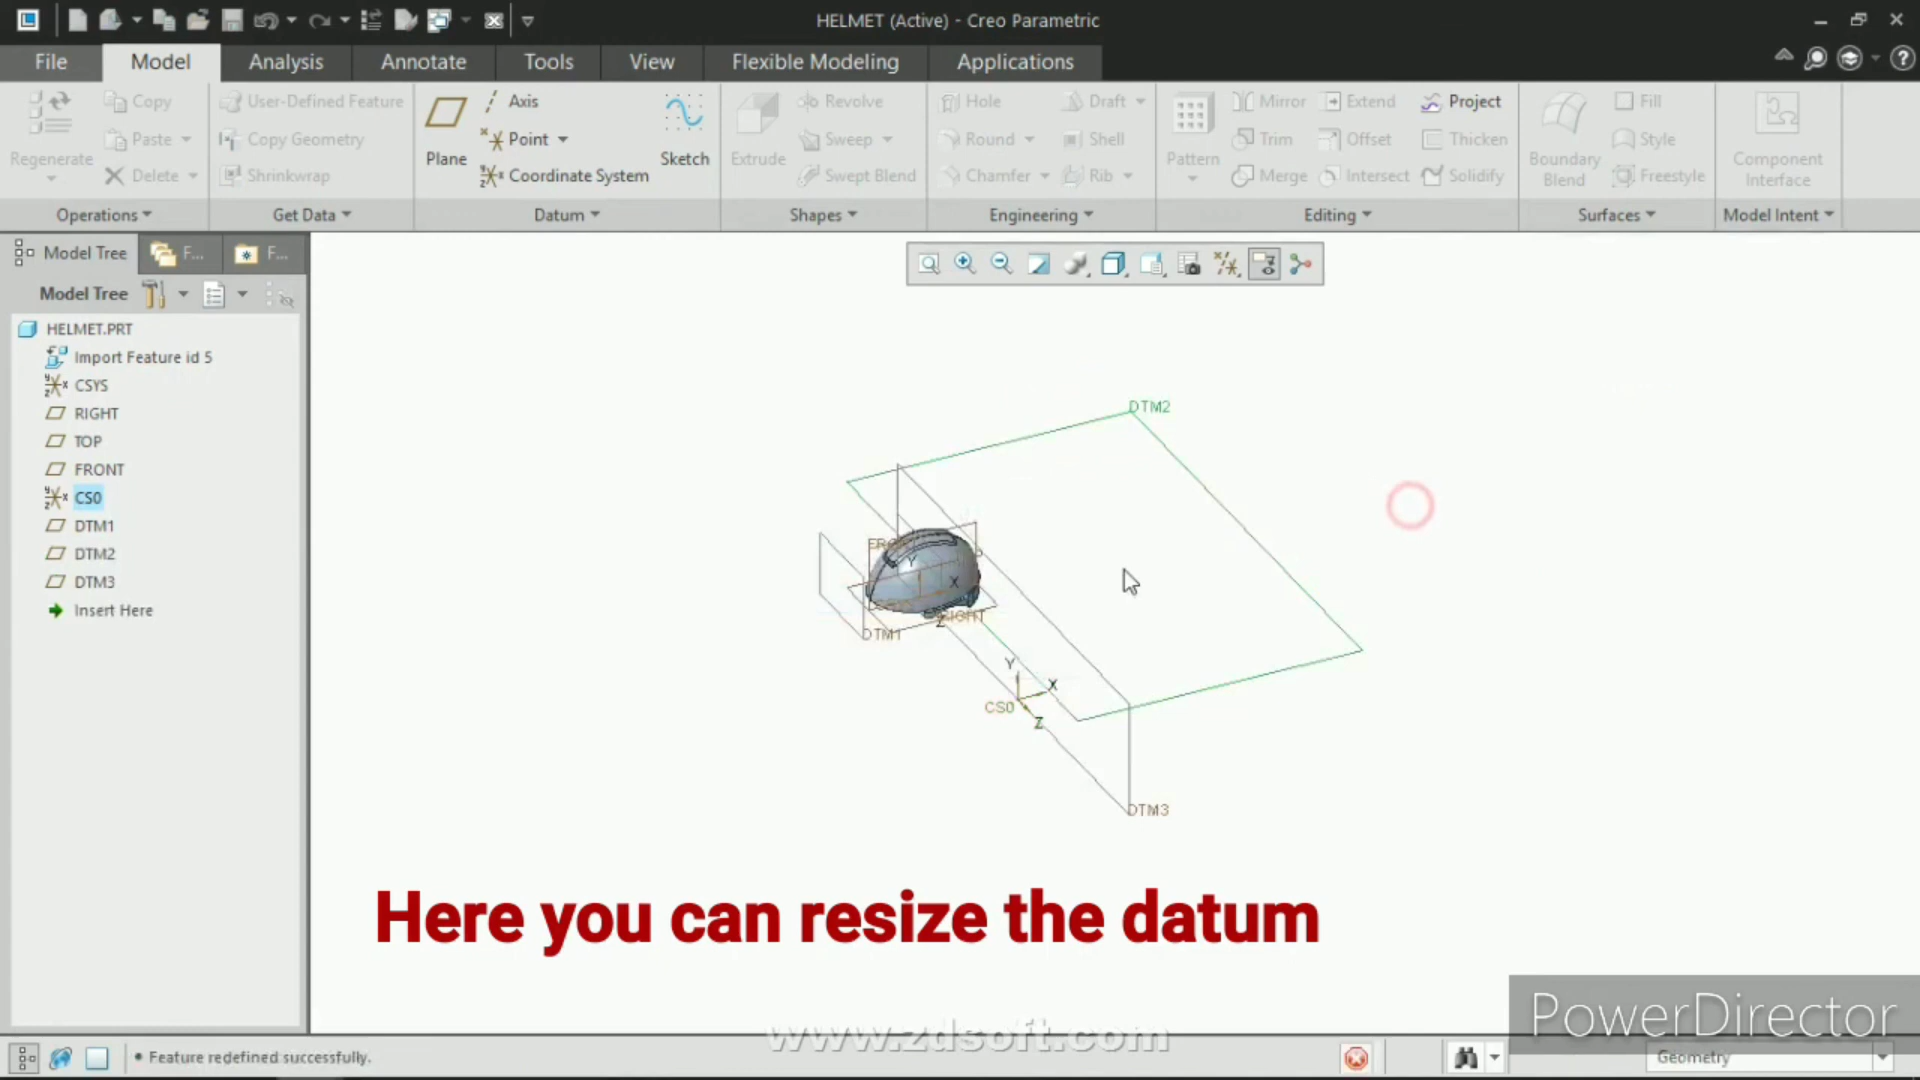 HELMET (Active) - Creo Parametric
File Model Analysis Annotate Tools View Flexible Modeling Applications
Regenerate Copy Paste Delete
User-Defined Feature Copy Geometry Shrinkwrap
Plane Axis Point Coordinate System Sketch
Extrude Revolve Sweep Swept Blend
Hole Round Chamfer Draft Shell Rib
Pattern Mirror Trim Merge Extend Offset Intersect Project Thicken Solidify
Boundary Blend Fill Style Freestyle
Component Interface
Operations Get Data Datum Shapes Engineering Editing Surfaces Model Intent
Model Tree F... F...
Model Tree
HELMET.PRT
Import Feature id 5
CSYS
RIGHT
TOP
FRONT
CS0
DTM1
DTM2
DTM3
Insert Here
DTM2
Y
X
Z
RIGHT
DTM1
Y
X
CS0
Z
DTM3
Here you can resize the datum
PowerDirector
www.zdsoft.com
Feature redefined successfully.
Geometry